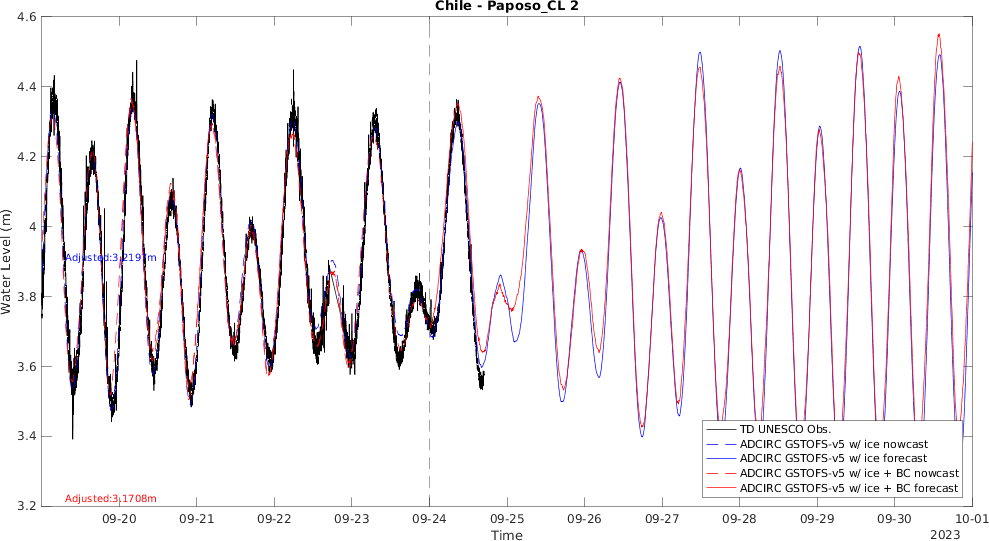 Chile - Paposo_CL 2
4.6
4.4
4.2
4
3.8
3.6
3.4
3.2
Water Level (m)
Adjusted:3.2197m
Adjusted:3.1708m
TD UNESCO Obs.
ADCIRC GSTOFS-v5 w/ ice nowcast
ADCIRC GSTOFS-v5 w/ ice forecast
ADCIRC GSTOFS-v5 w/ ice + BC nowcast
ADCIRC GSTOFS-v5 w/ ice + BC forecast
09-20 09-21 09-22 09-23 09-24 09-25 09-26 09-27 09-28 09-29 09-30 10-01
Time
2023